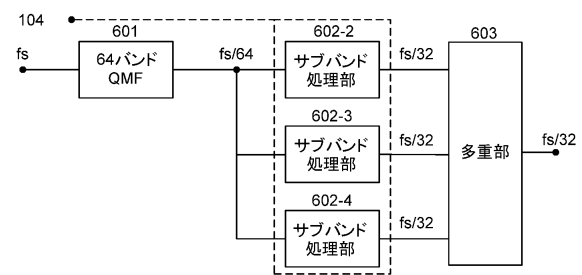 104
601
602-2
603
fs
64バンド
QMF
fs/64
サブバンド
処理部
fs/32
602-3
サブバンド
処理部
fs/32
多重部
fs/32
602-4
サブバンド
処理部
fs/32